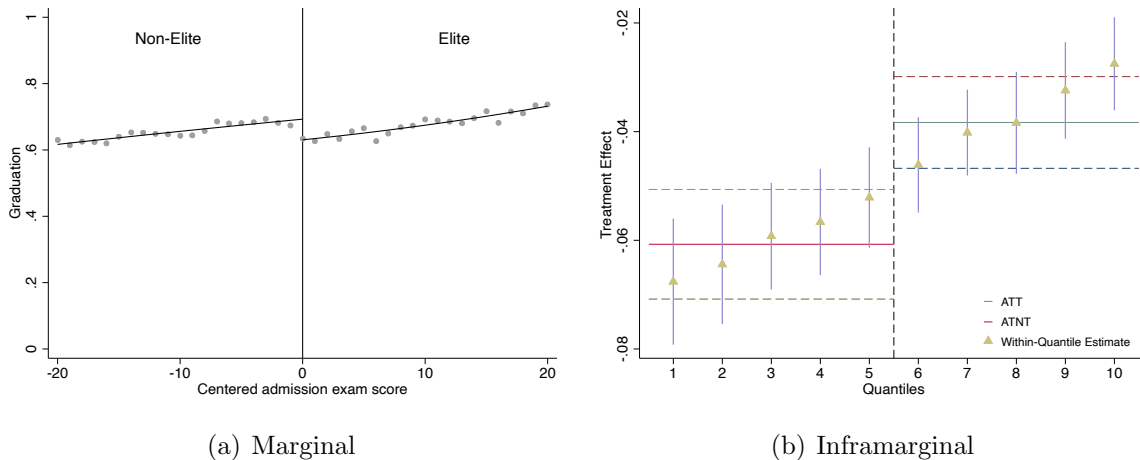 Non-Elite
Elite
Graduation
0
.2
.4
.6
.8
1
-20
-10
0
10
20
Centered admission exam score
(a) Marginal
Treatment Effect
-.08
-.06
-.04
-.02
ATT
ATNT
Within-Quantile Estimate
1 2 3 4 5 6 7 8 9 10
Quantiles
(b) Inframarginal